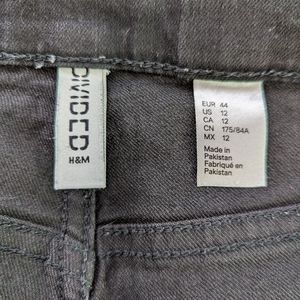 DIVIDED
H&M
EUR 44
US 12
CA 12
CN 175/84A
MX 12
Made in
Pakistan
Fabriqué en
Pakistan